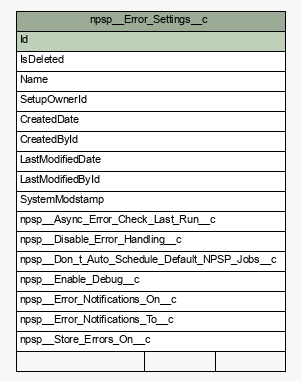 npsp__Error_Settings__c
Id
IsDeleted
Name
SetupOwnerId
CreatedDate
CreatedById
LastModifiedDate
LastModifiedById
SystemModstamp
npsp__Async_Error_Check_Last_Run__c
npsp__Disable_Error_Handling__c
npsp__Don_t_Auto_Schedule_Default_NPSP_Jobs__c
npsp__Enable_Debug__c
npsp__Error_Notifications_On__c
npsp__Error_Notifications_To__c
npsp__Store_Errors_On__c